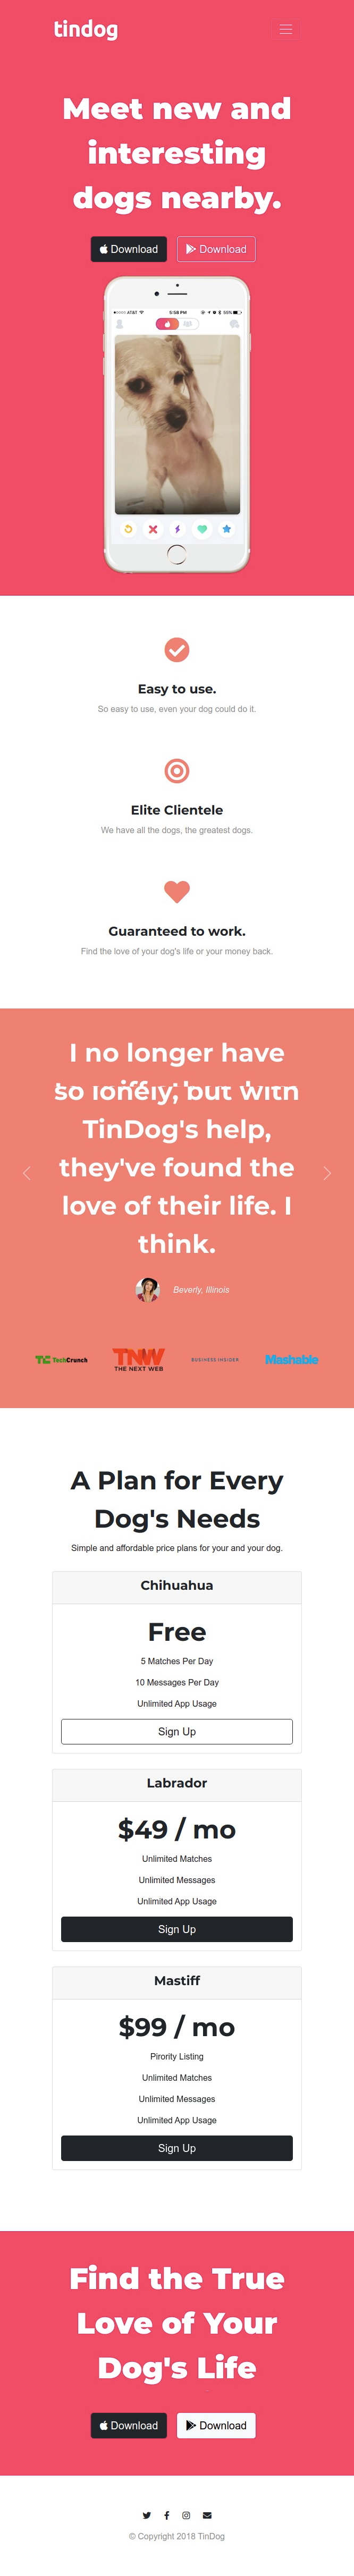 tindog
Meet new and
interesting
dogs nearby.
Download Download
AT&T 5:58 PM 50%
Easy to use.
So easy to use, even your dog could do it.
Elite Clientele
We have all the dogs, the greatest dogs.
Guaranteed to work.
Find the love of your dog's life or your money back.
I no longer have
so lonely, but with
TinDog's help,
they've found the
love of their life. I
think.
Beverly, Illinois
TC TechCrunch TNW BUSINESS INSIDER Mashable
THE NEXT WEB
A Plan for Every
Dog's Needs
Simple and affordable price plans for your and your dog.
Chihuahua
Free
5 Matches Per Day
10 Messages Per Day
Unlimited App Usage
Sign Up
Labrador
$49 / mo
Unlimited Matches
Unlimited Messages
Unlimited App Usage
Sign Up
Mastiff
$99 / mo
Pirority Listing
Unlimited Matches
Unlimited Messages
Unlimited App Usage
Sign Up
Find the True
Love of Your
Dog's Life
Download Download
© Copyright 2018 TinDog